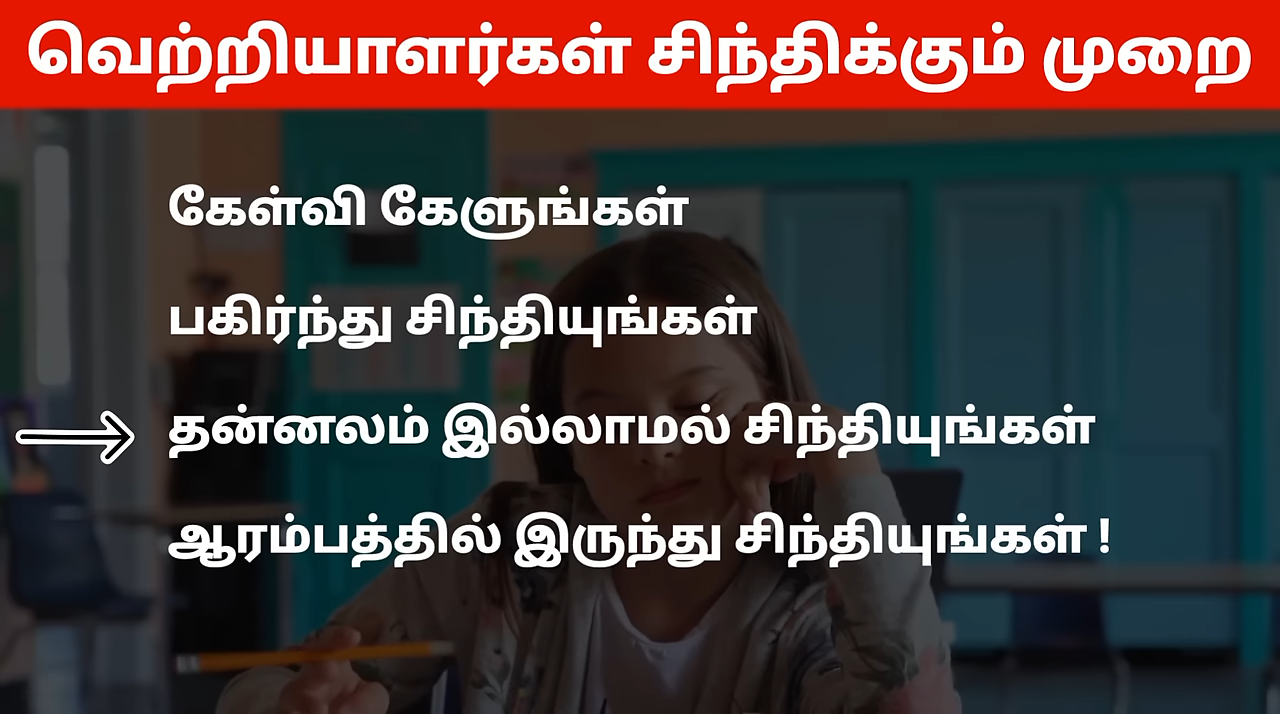 வெற்றியாளர்கள் சிந்திக்கும் முறை
கேள்வி கேளுங்கள்
பகிர்ந்து சிந்தியுங்கள்
தன்னலம் இல்லாமல் சிந்தியுங்கள்
ஆரம்பத்தில் இருந்து சிந்தியுங்கள் !